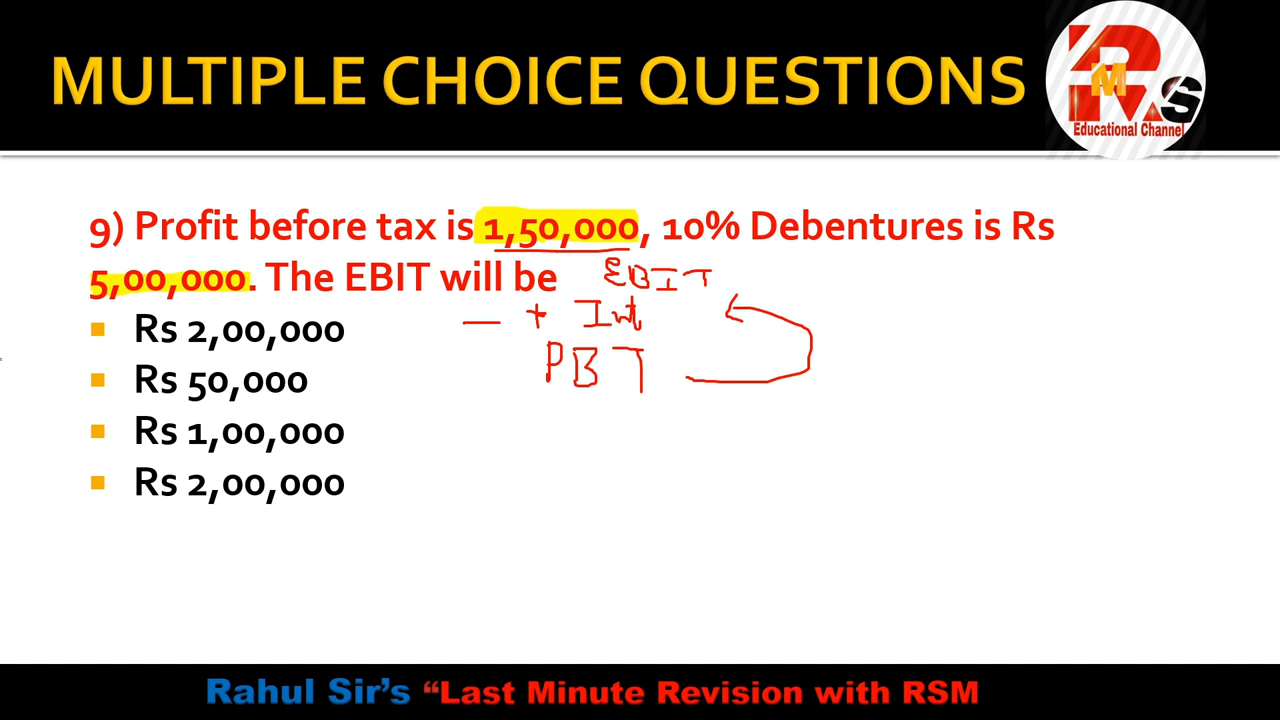 MULTIPLE CHOICE QUESTIONS
RMS
Educational Channel
9) Profit before tax is 1,50,000, 10% Debentures is Rs
5,00,000. The EBIT will be EBIT
Rs 2,00,000 — + Int
Rs 50,000 PBT
Rs 1,00,000
Rs 2,00,000
Rahul Sir's “Last Minute Revision with RSM